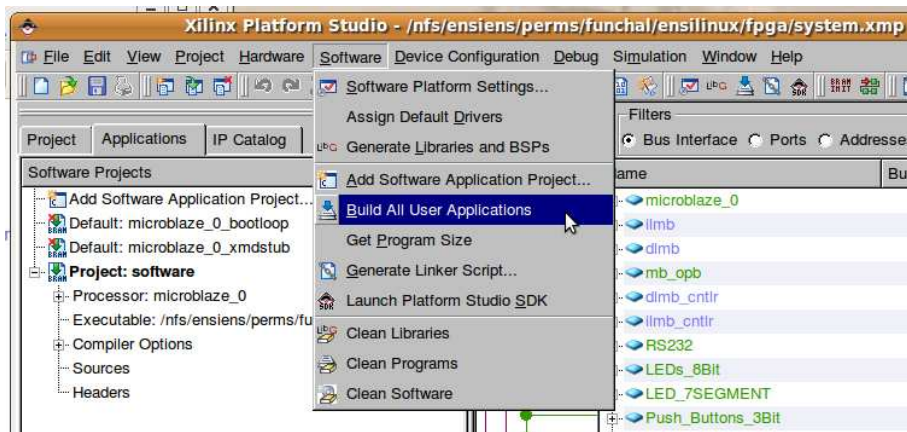 Xilinx Platform Studio - /nfs/ensiens/perms/funchal/ensilinux/fpga/system.xmp
File Edit View Project Hardware Software Device Configuration Debug Simulation Window Help
Project Applications IP Catalog
Software Projects
Add Software Application Project...
Default: microblaze_0_bootloop
Default: microblaze_0_xmdstub
Project: software
Processor: microblaze_0
Executable: /nfs/ensiens/perms/fu
Compiler Options
Sources
Headers
Software Platform Settings...
Assign Default Drivers
Generate Libraries and BSPs
Add Software Application Project...
Build All User Applications
Get Program Size
Generate Linker Script...
Launch Platform Studio SDK
Clean Libraries
Clean Programs
Clean Software
Filters
Bus Interface Ports Addresse
ame Bu
microblaze_0
ilmb
dlmb
mb_opb
dlmb_cntlr
ilmb_cntlr
RS232
LEDs_8Bit
LED_7SEGMENT
Push_Buttons_3Bit